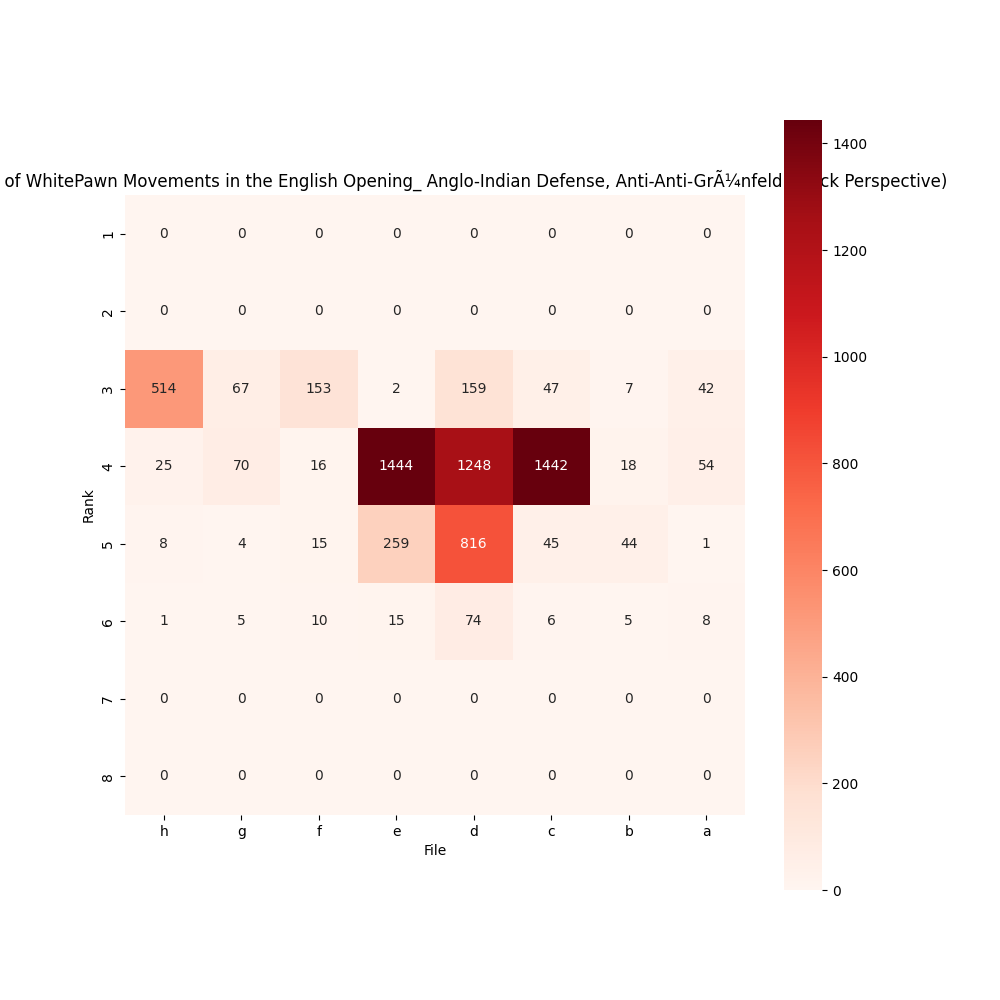 of WhitePawn Movements in the English Opening_ Anglo-Indian Defense, Anti-Anti-GrÃ¼nfeld ck Perspective)
1400
1200
1000
800
600
400
200
0
Rank
1 0 0 0 0 0 0 0 0
2 0 0 0 0 0 0 0 0
3 514 67 153 2 159 47 7 42
4 25 70 16 1444 1248 1442 18 54
5 8 4 15 259 816 45 44 1
6 1 5 10 15 74 6 5 8
7 0 0 0 0 0 0 0 0
8 0 0 0 0 0 0 0 0
h g f e d c b a
File